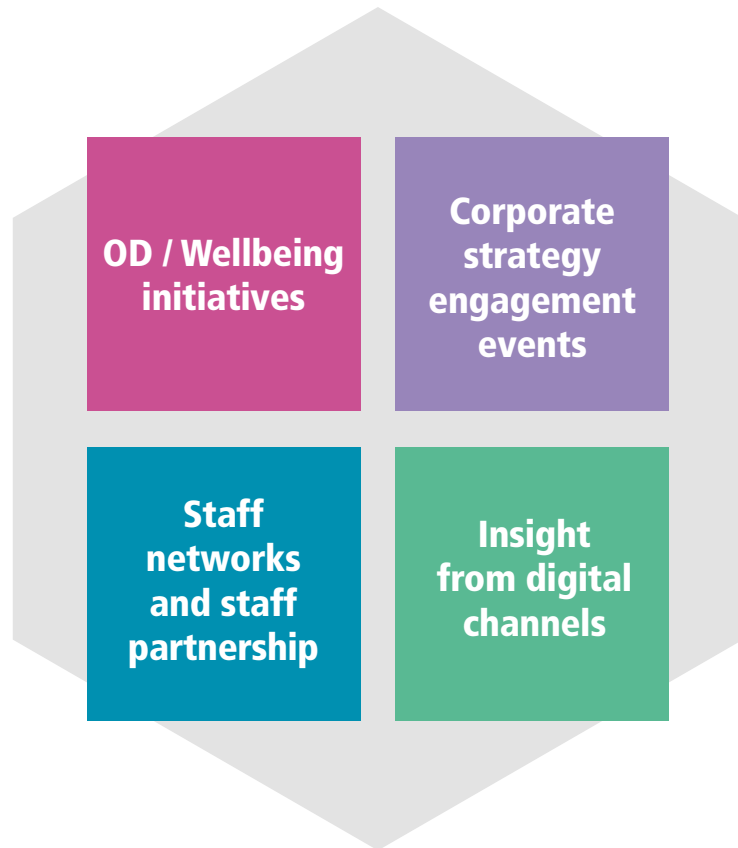 OD / Wellbeing
initiatives
Corporate
strategy
engagement
events
Staff
networks
and staff
partnership
Insight
from digital
channels